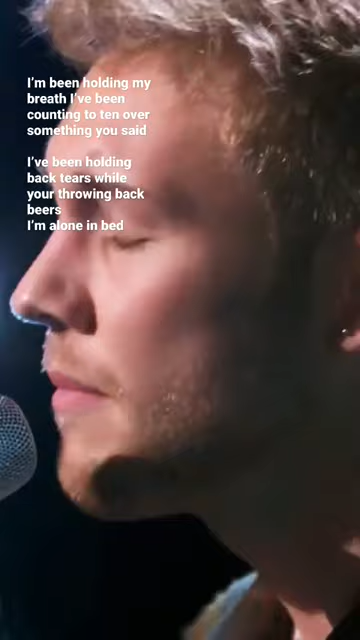 I'm been holding my
breath I've been
counting to ten over
something you said
I've been holding
back tears while
your throwing back
beers
I'm alone in bed